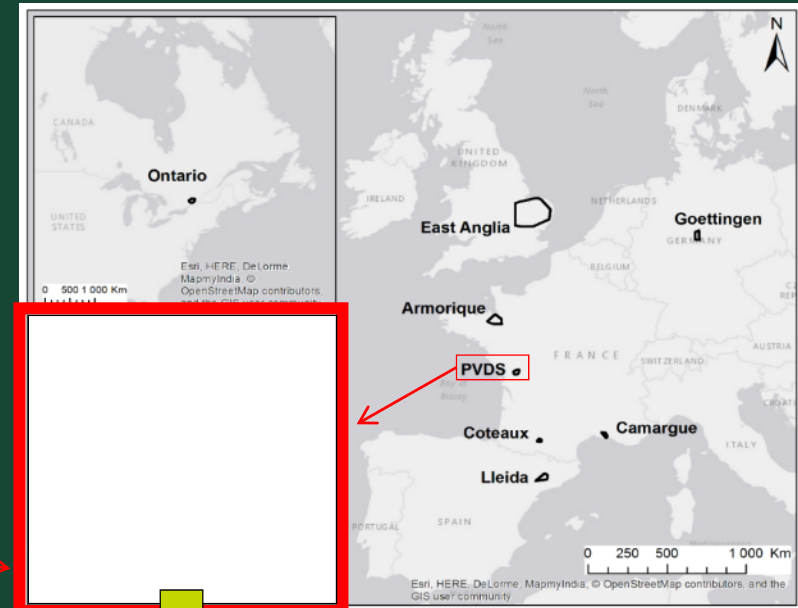 North
Sea
N
CANADA
Ontario
UNITED
STATES
Esri, HERE, DeLorme,
MapmyIndia, ©
OpenStreetMap contributors,
and the GIS user community
0 500 1 000 Km
North
Sea
DENMARK
UNITED
KINGDOM
IRELAND
NETHERLANDS
East Anglia
Goettingen
GERMANY
BELGIUM
Armorique
FRANCE
SWITZERLAND
AUSTRIA
PVDS
Bay of
Biscay
Coteaux
Camargue
ITALY
Lleida
PORTUGAL
SPAIN
0 250 500 1 000 Km
Esri, HERE, DeLorme, MapmyIndia, © OpenStreetMap contributors, and the
GIS user community